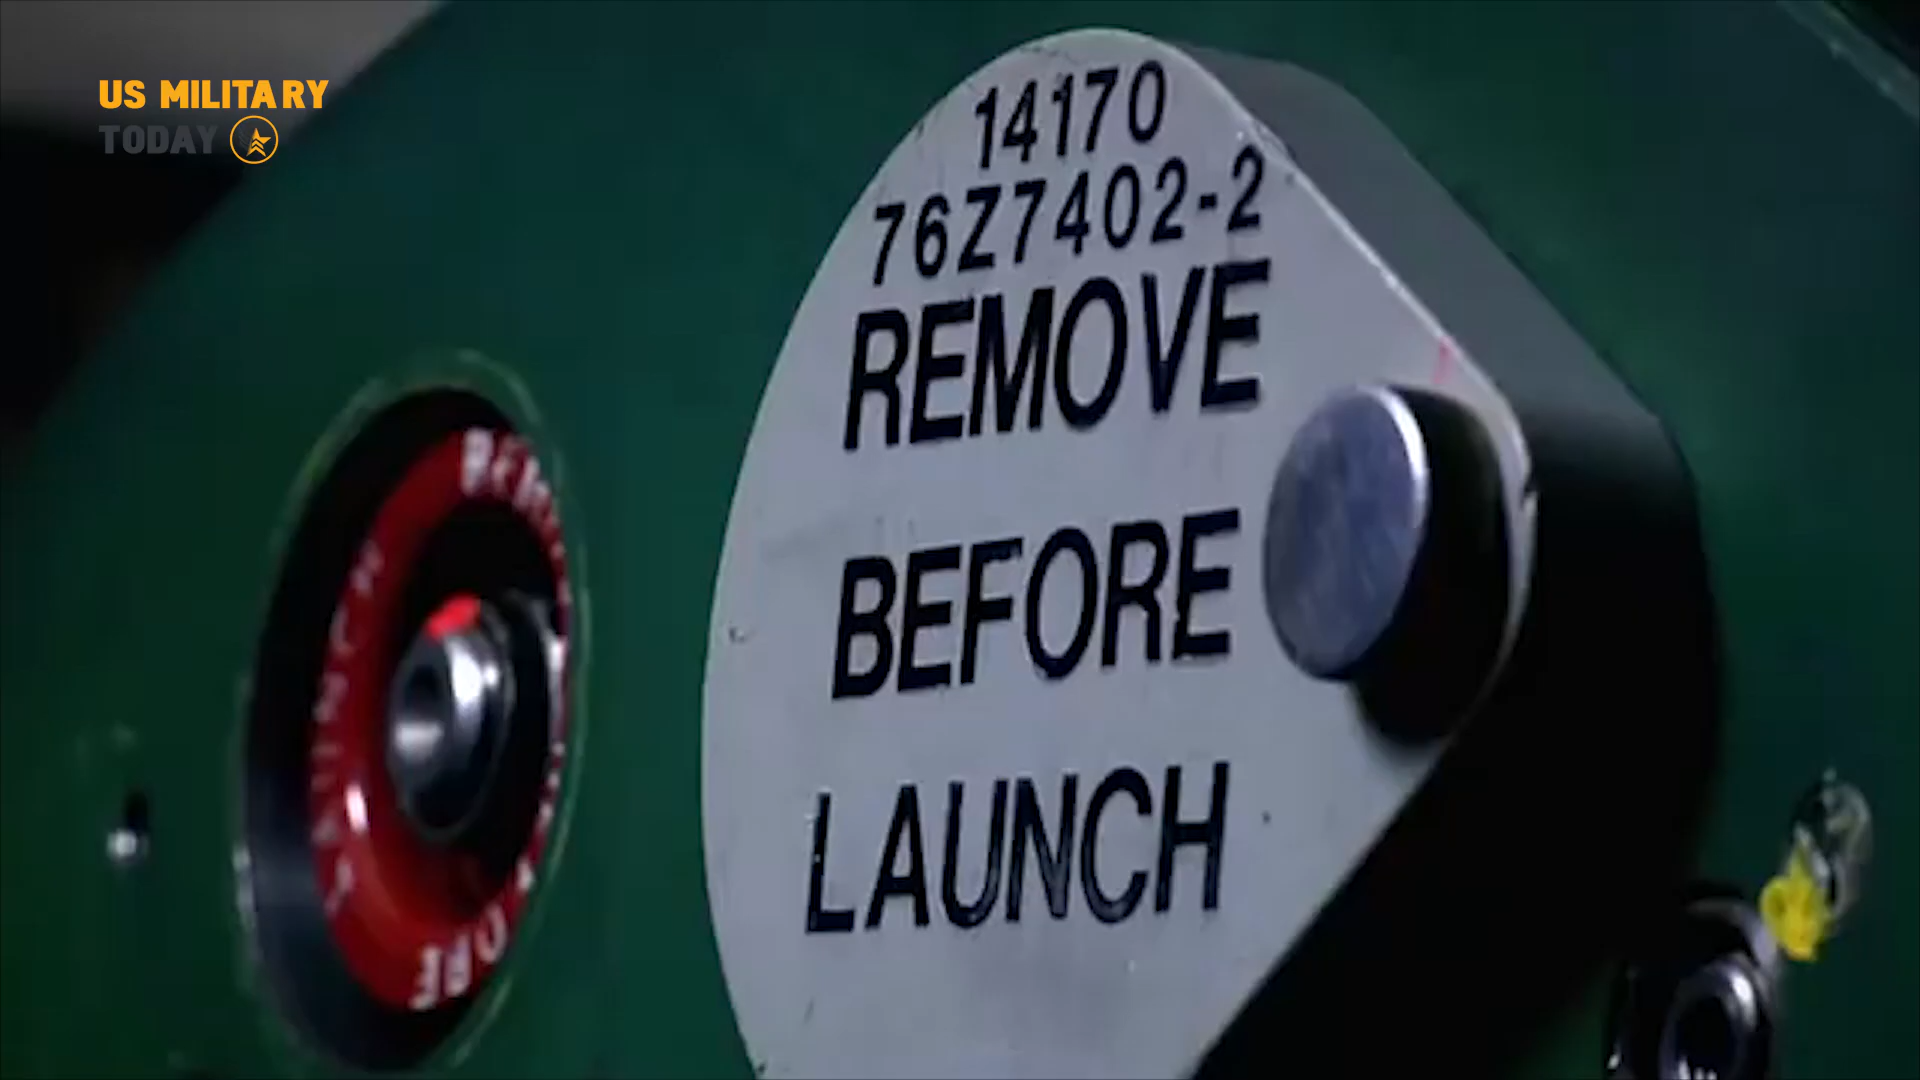 US MILITARY
TODAY
14170
76Z7402-2
REMOVE
BEFORE
LAUNCH